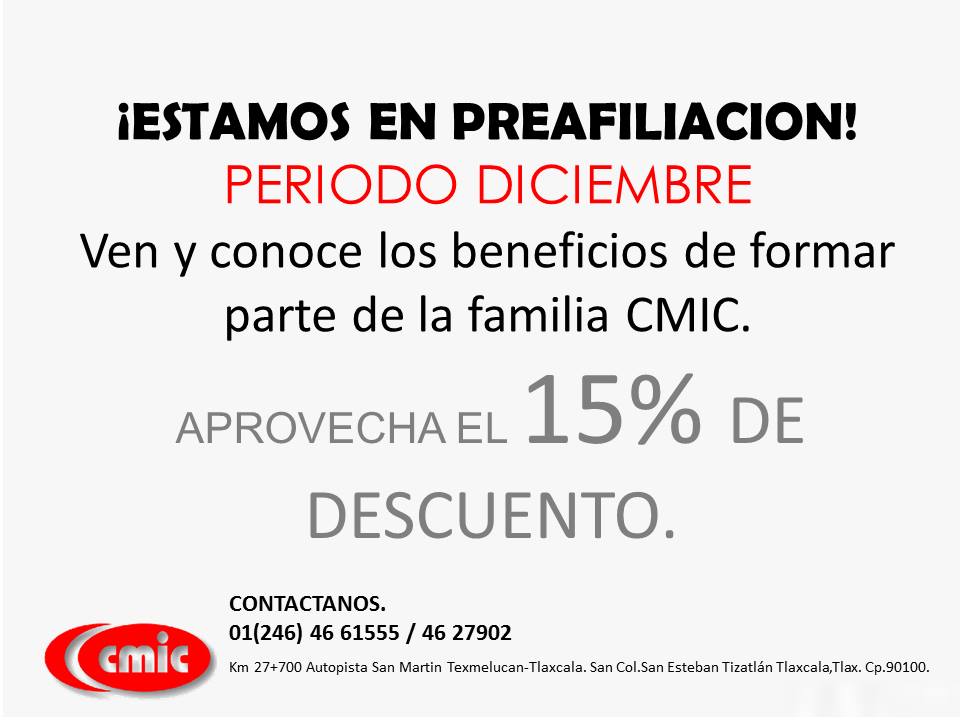 ¡ESTAMOS EN PREAFILIACION!
PERIODO DICIEMBRE
Ven y conoce los beneficios de formar
parte de la familia CMIC.
APROVECHA EL 15% DE
DESCUENTO.
CONTACTANOS.
01(246) 46 61555 / 46 27902
cmic
Km 27+700 Autopista San Martin Texmelucan-Tlaxcala. San Col.San Esteban Tizatlán Tlaxcala,Tlax. Cp.90100.